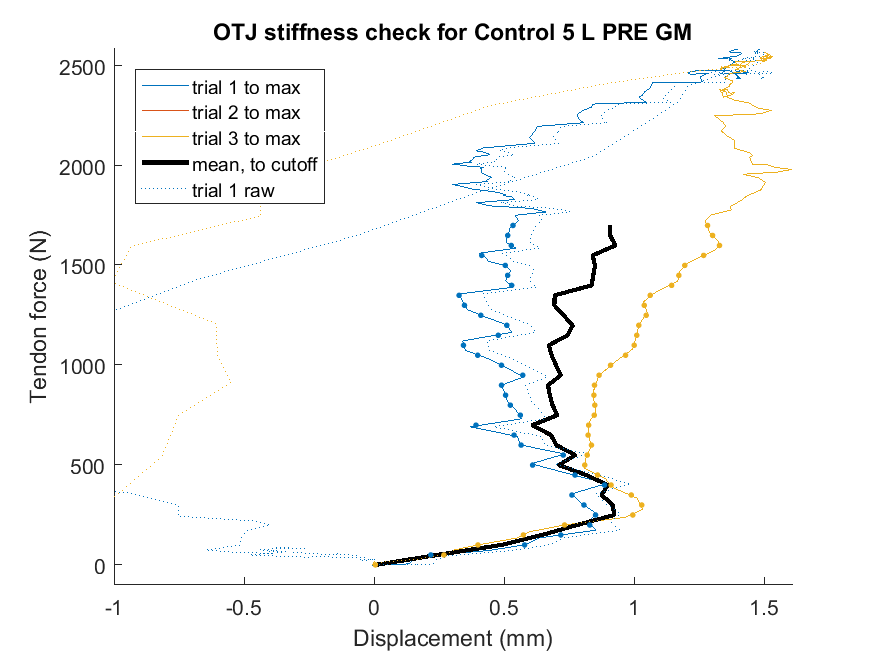 OTJ stiffness check for Control 5 L PRE GM
2500
2000
1500
1000
500
0
Tendon force (N)
trial 1 to max
trial 2 to max
trial 3 to max
mean, to cutoff
trial 1 raw
-1
-0.5
0
0.5
1
1.5
Displacement (mm)